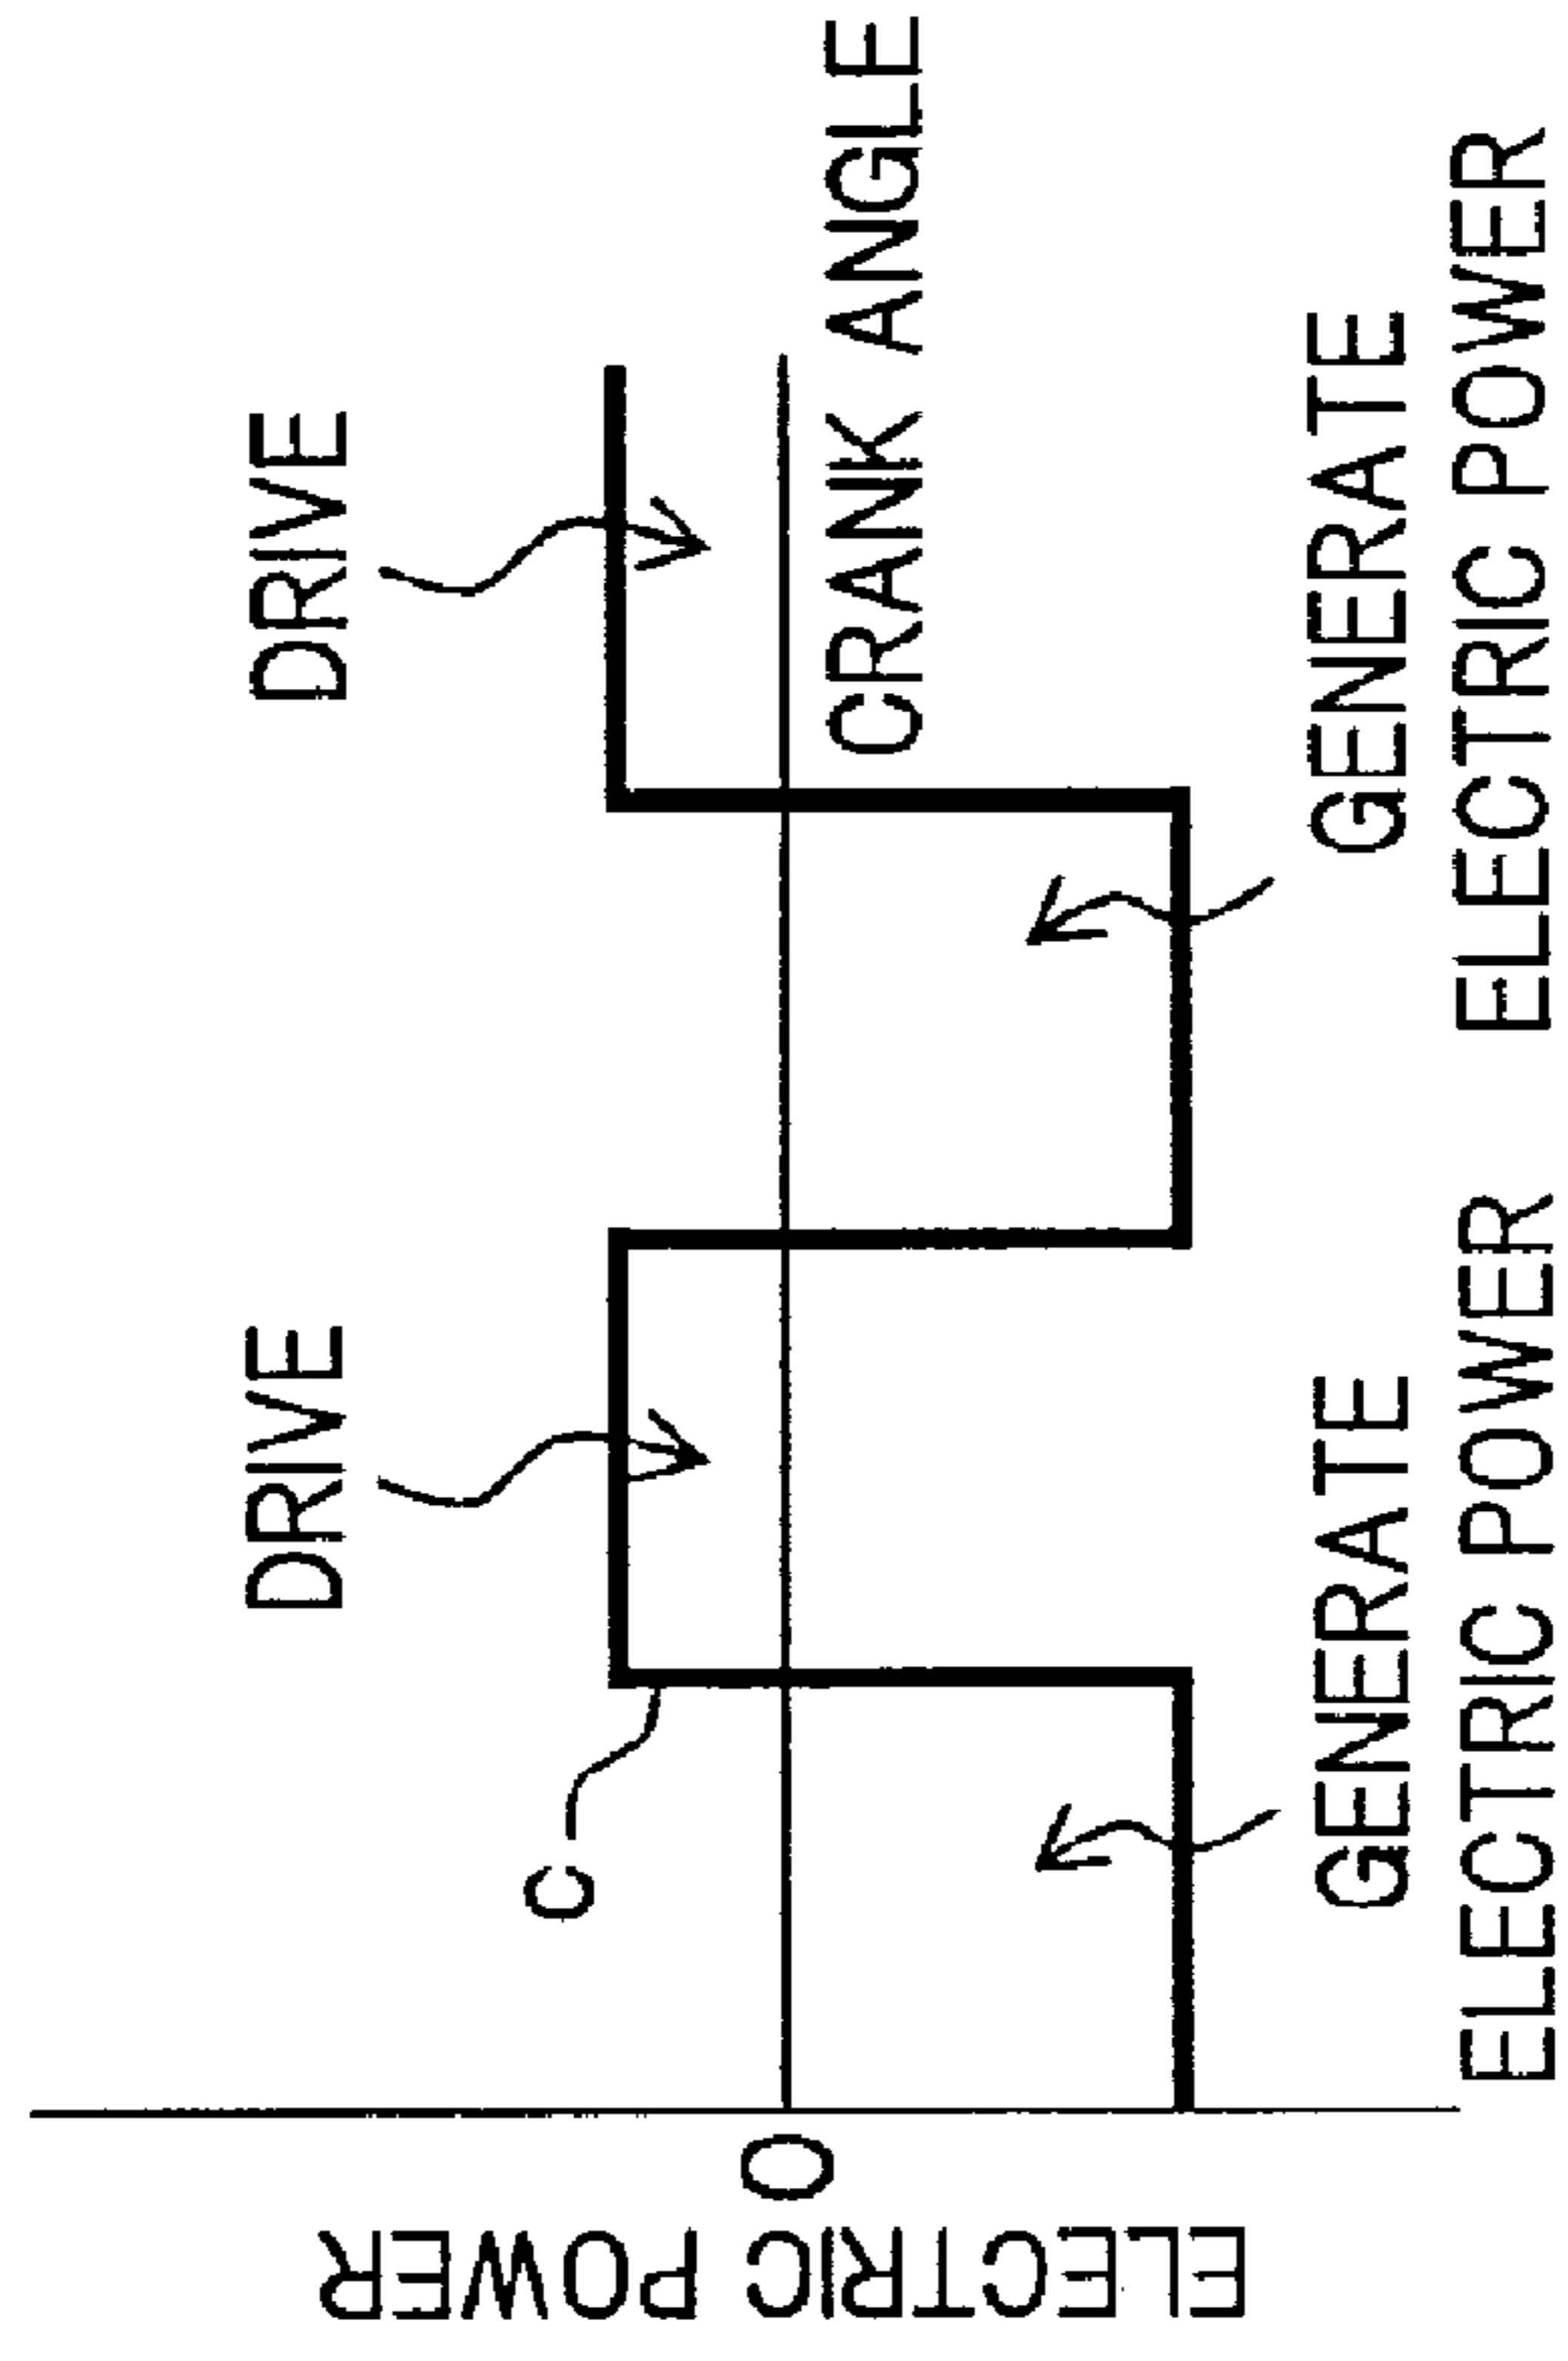 ELECTRIC POWER
O
C
DRIVE
DRIVE
CRANK ANGLE
GENERATE
ELECTRIC POWER
GENERATE
ELECTRIC POWER